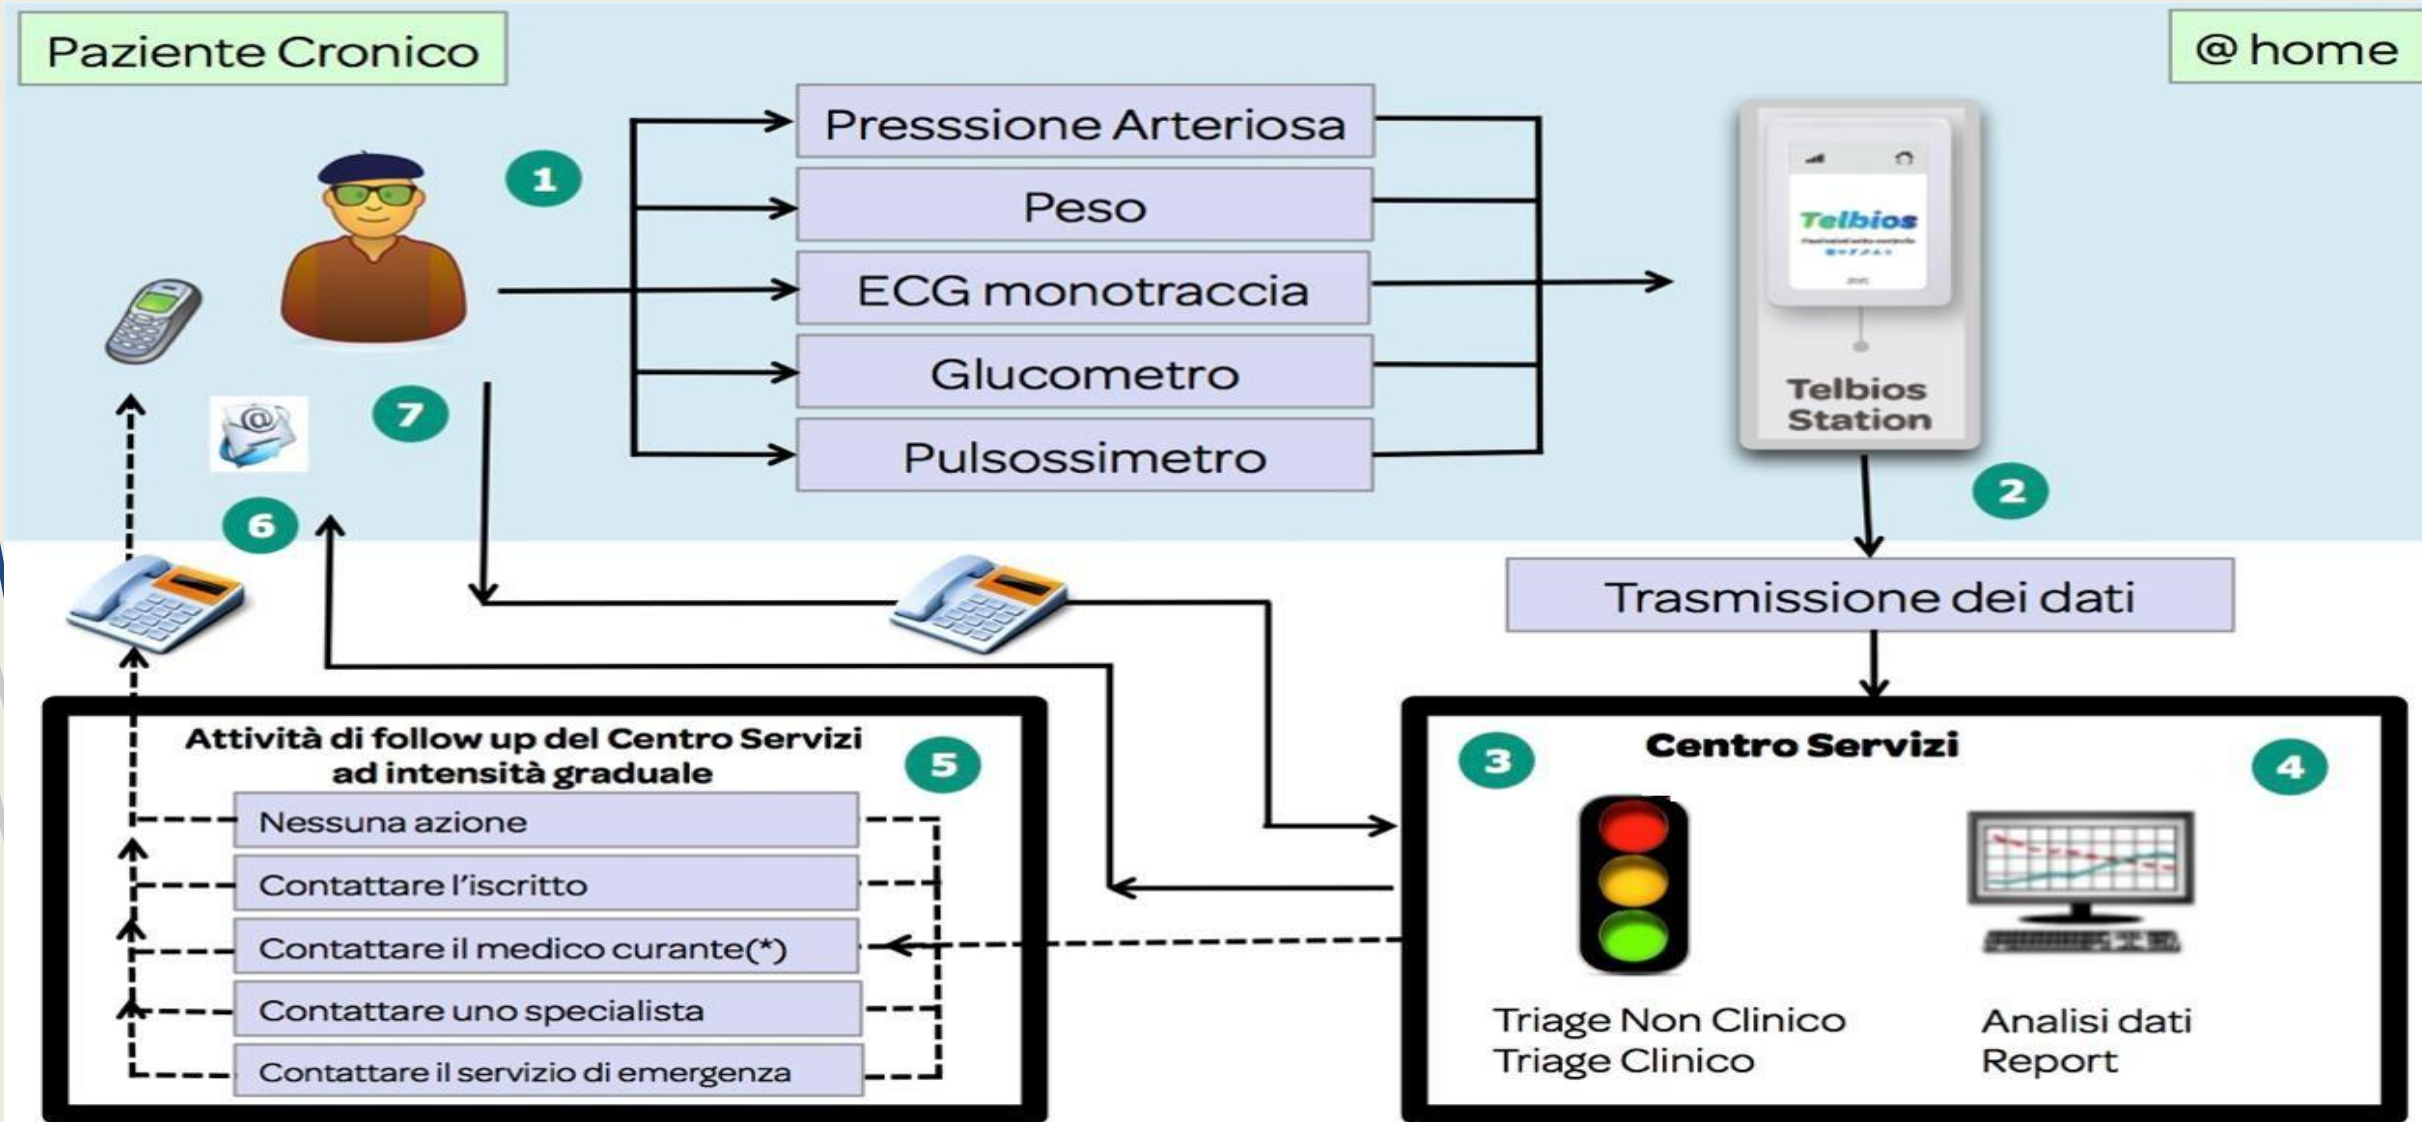 Paziente Cronico
@ home
1
Presssione Arteriosa
Peso
ECG monotraccia
Glucometro
Pulsossimetro
Telbios
Telbios
Station
7
@
6
2
Trasmissione dei dati
Attività di follow up del Centro Servizi
ad intensità graduale
5
Nessuna azione
Contattare l'iscritto
Contattare il medico curante(*)
Contattare uno specialista
Contattare il servizio di emergenza
3
Centro Servizi
4
Triage Non Clinico
Triage Clinico
Analisi dati
Report